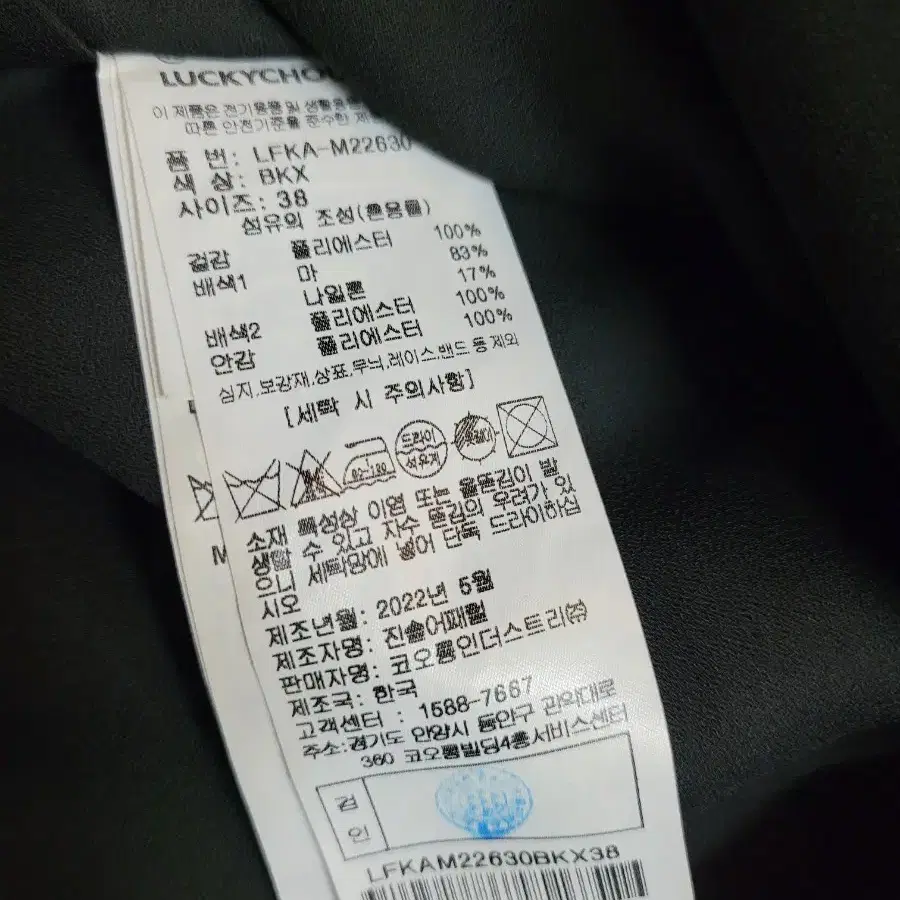 LUCKYCHOU
이 제품은 전기용품 및 생활용품
따른 안전기준을 준수한 제
품 번: LFKA-M22630
색 상: BKX
사이즈: 38
섬유의 조성(혼용률)
겉감 폴리에스터 100%
배색1 마 83%
나일론 17%
배색2 폴리에스터 100%
안감 폴리에스터 100%
심지,보강재,상표,무늬,레이스,밴드 등 제외
[세탁 시 주의사항]
80~120 드라이 석유계
소재 특성상 이염 또는 올뜯김이 발
생할 수 있고 자수 뜯김의 우려가 있
으니 세탁망에 넣어 단독 드라이하십
시오
제조년월: 2022년 5월
제조자명: 진솔어패럴
판매자명: 코오롱인더스트리㈜
제조국: 한국
고객센터 : 1588-7667
주소:경기도 안양시 동안구 관악대로
360 코오롱빌딩4층서비스센터
검
인
LFKAM22630BKX38